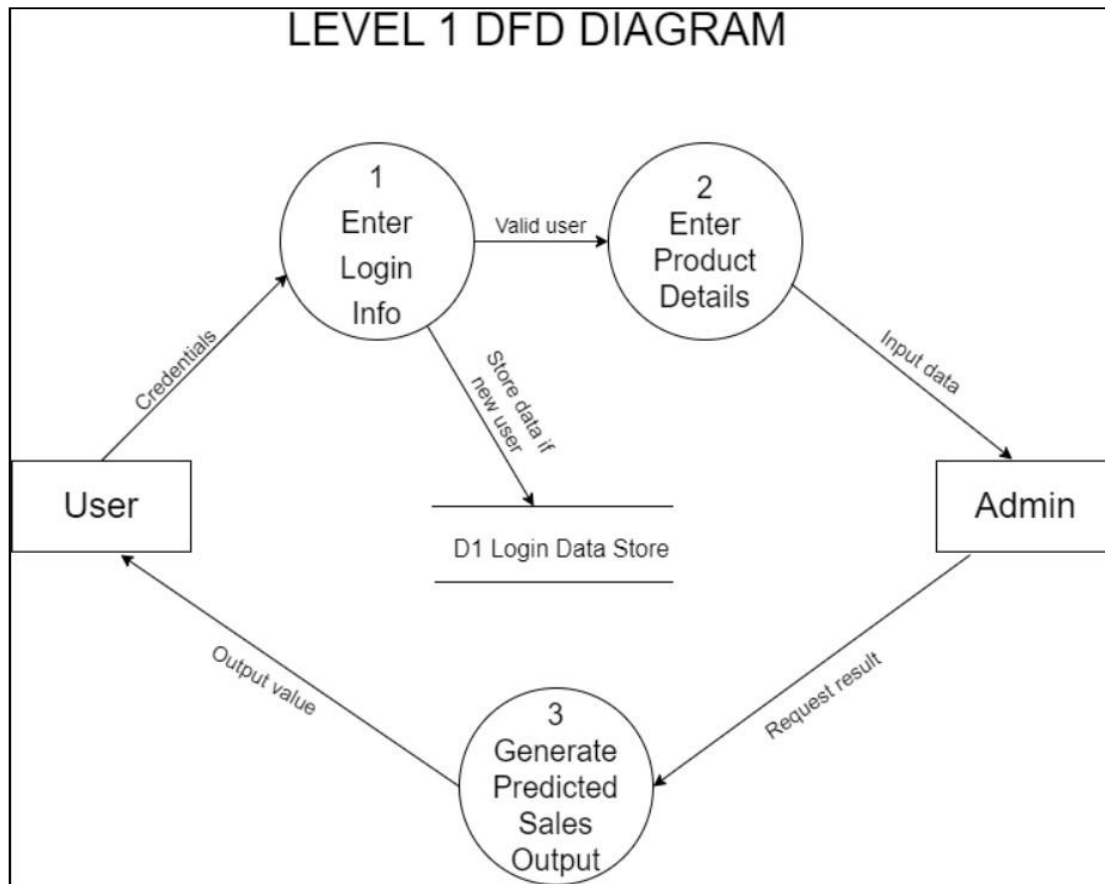 LEVEL 1 DFD DIAGRAM
1
Enter
Login
Info
Valid user
2
Enter
Product
Details
Credentials
Store data if
new user
Input data
User
D1 Login Data Store
Admin
Output value
Request result
3
Generate
Predicted
Sales
Output